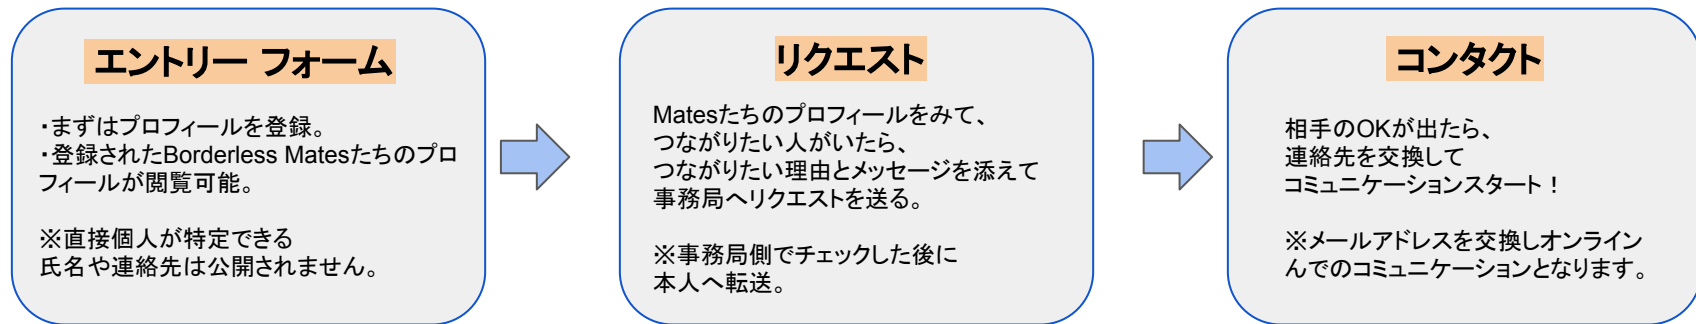 エントリー フォーム
・まずはプロフィールを登録。
・登録されたBorderless Matesたちのプロ
フィールが閲覧可能。
※直接個人が特定できる
氏名や連絡先は公開されません。
リクエスト
Matesたちのプロフィールをみて、
つながりたい人がいたら、
つながりたい理由とメッセージを添えて
事務局へリクエストを送る。
※事務局側でチェックした後に
本人へ転送。
コンタクト
相手のOKが出たら、
連絡先を交換して
コミュニケーションスタート！
※メールアドレスを交換しオンライン
んでのコミュニケーションとなります。